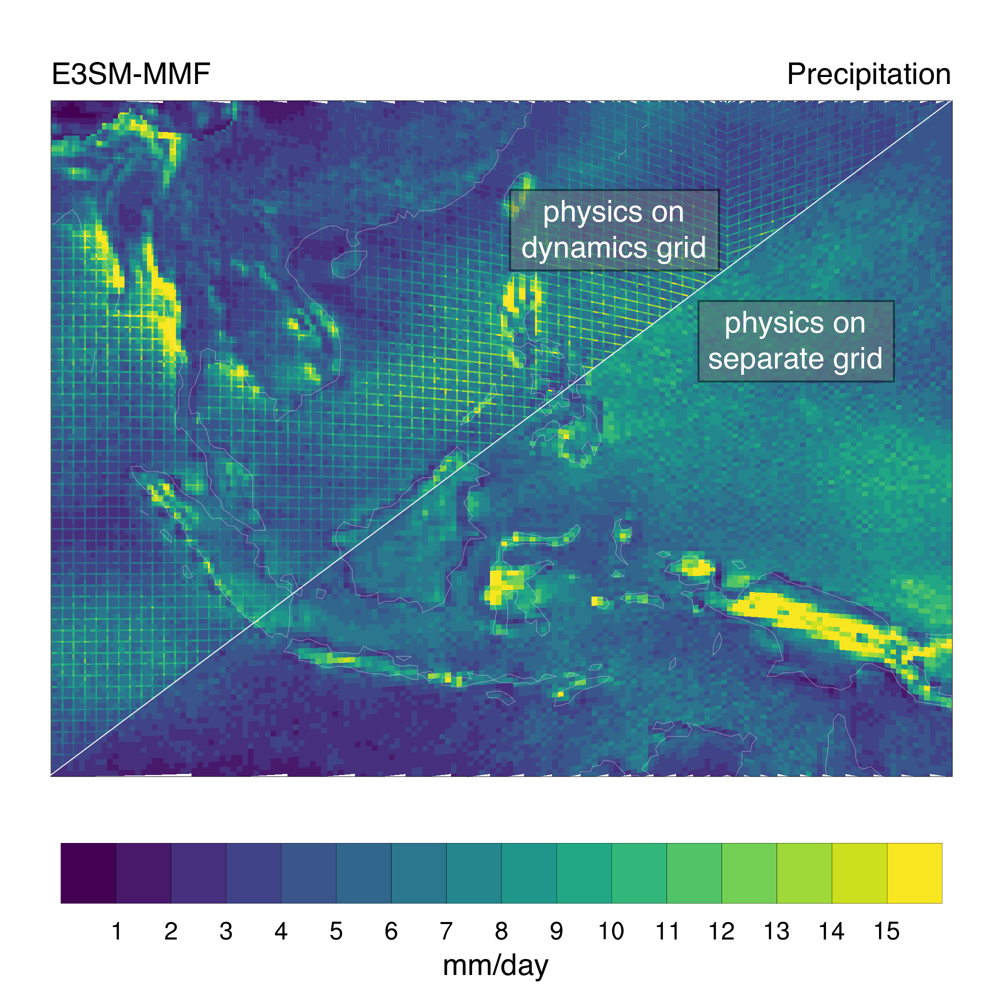 E3SM-MMF
Precipitation
physics on
dynamics grid
physics on
separate grid
1 2 3 4 5 6 7 8 9 10 11 12 13 14 15
mm/day